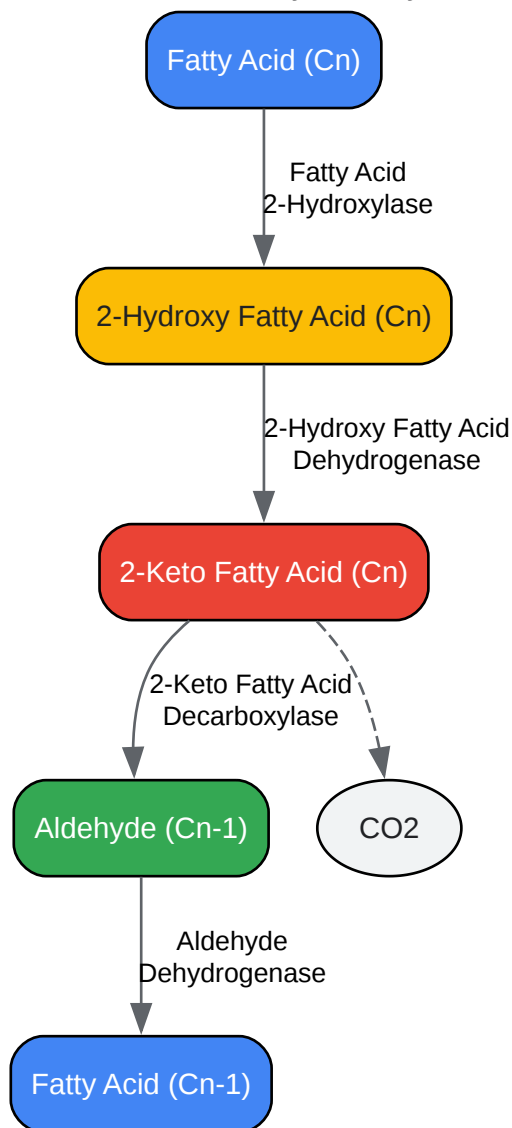 Fatty Acid (Cn)
Fatty Acid
2-Hydroxylase
2-Hydroxy Fatty Acid (Cn)
2-Hydroxy Fatty Acid
Dehydrogenase
2-Keto Fatty Acid (Cn)
2-Keto Fatty Acid
Decarboxylase
Aldehyde (Cn-1)
CO2
Aldehyde
Dehydrogenase
Fatty Acid (Cn-1)